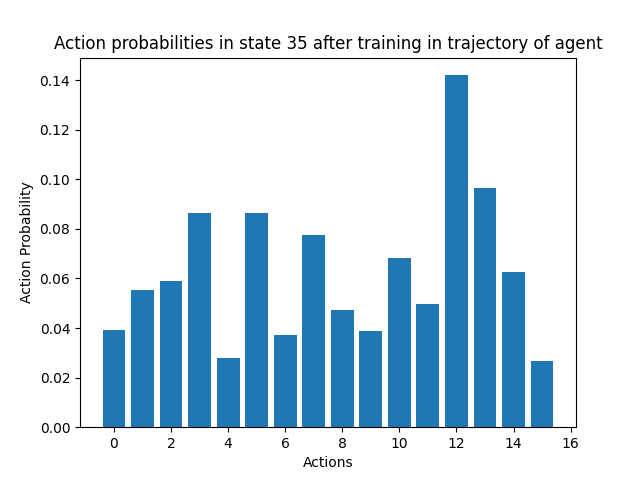 Action probabilities in state 35 after training in trajectory of agent
0.14
0.12
0.10
0.08
0.06
0.04
0.02
0.00
Action Probability
0 2 4 6 8 10 12 14 16
Actions